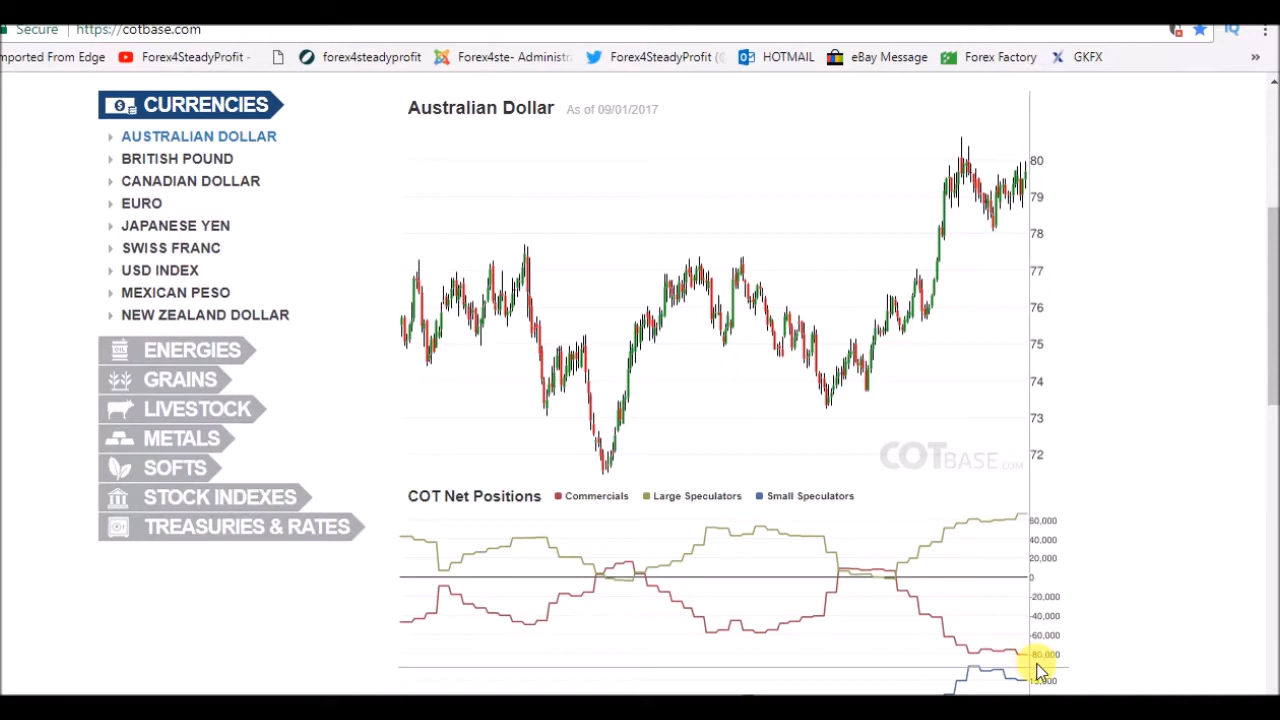 Secure | https://cotbase.com
mported From Edge Forex4SteadyProfit - forex4steadyprofit Forex4ste- Administra Forex4SteadyProfit (@ HOTMAIL eBay Message Forex Factory GKFX »
CURRENCIES
AUSTRALIAN DOLLAR
BRITISH POUND
CANADIAN DOLLAR
EURO
JAPANESE YEN
SWISS FRANC
USD INDEX
MEXICAN PESO
NEW ZEALAND DOLLAR
OIL ENERGIES
GRAINS
LIVESTOCK
METALS
SOFTS
STOCK INDEXES
TREASURIES & RATES
Australian Dollar As of 09/01/2017
80
79
78
77
76
75
74
73
72
COTBASE.COM
COT Net Positions Commercials Large Speculators Small Speculators
60,000
40,000
20,000
0
-20,000
-40,000
-60,000
-80,000